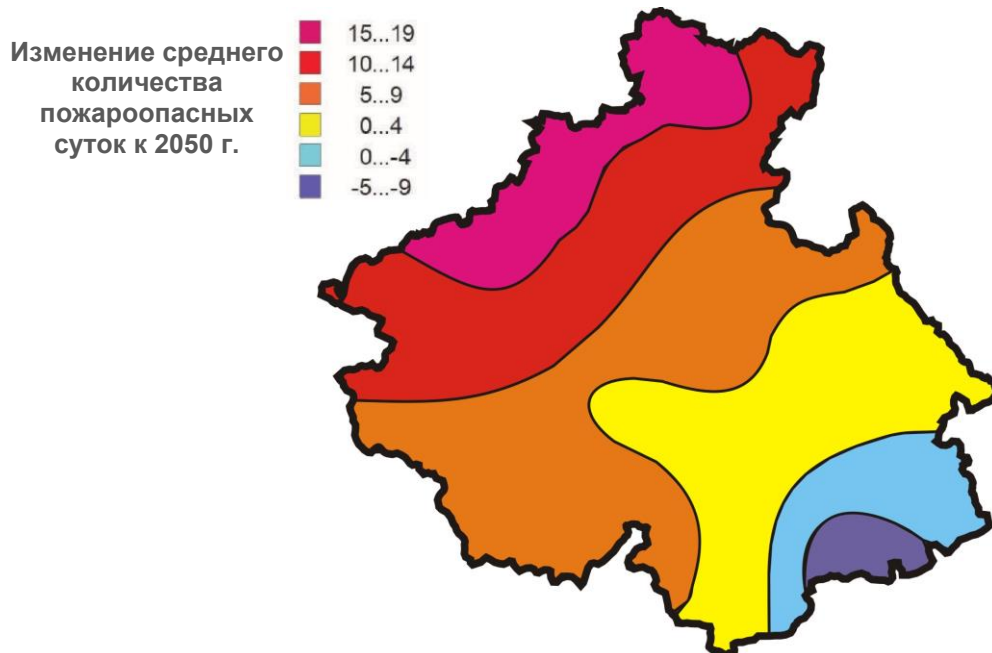 Изменение среднего
количества
пожароопасных
суток к 2050 г.
15...19
10...14
5...9
0...4
0...-4
-5...-9